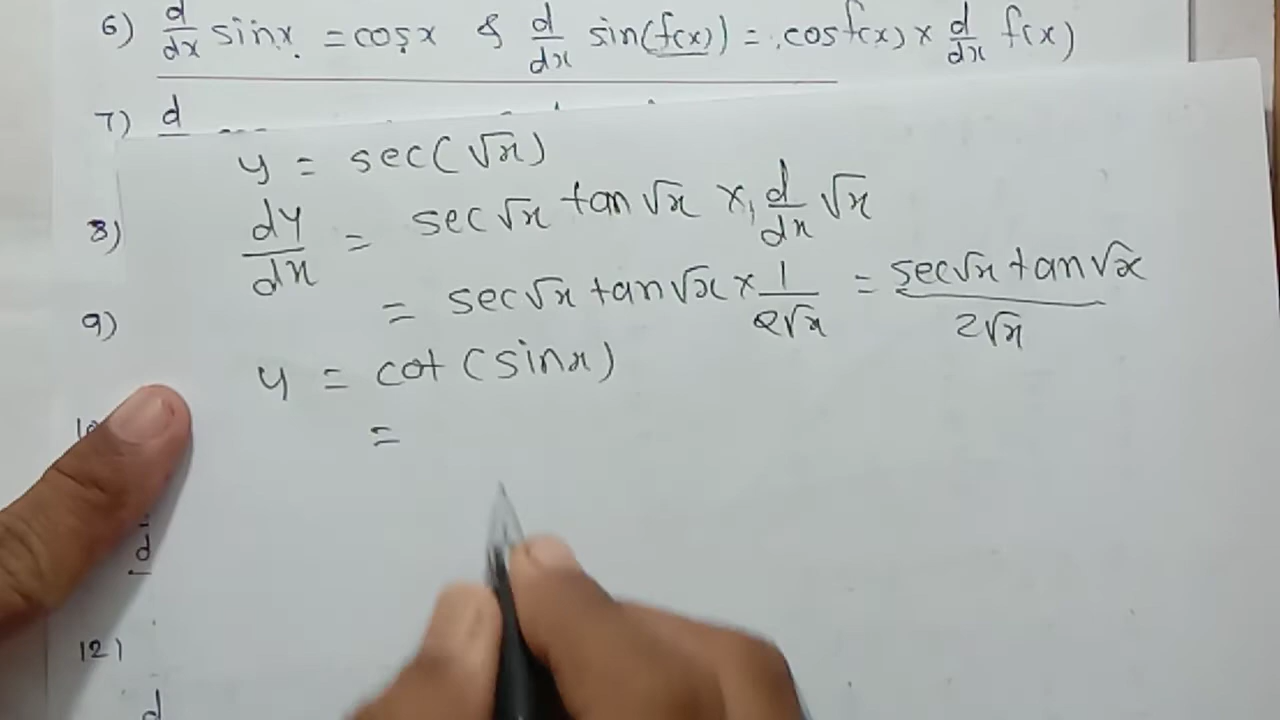 6) d/dx sinx = cosx & d/dx sin(f(x)) = cosf(x) × d/dx f(x)
7) d
y = sec(√x)
8) dy/dx = sec√x tan√x × d/dx √x
= sec√x tan√x × 1/2√x = sec√x tan√x/2√x
9)
y = cot(sinx)
=
d
12)
d